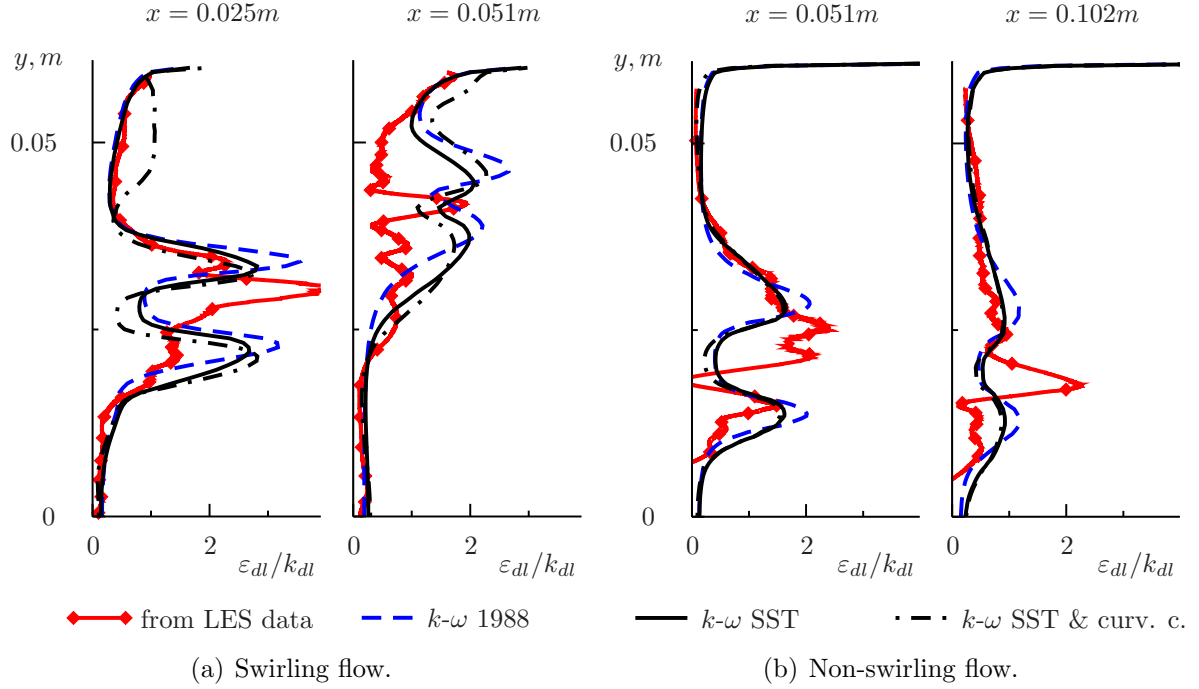 x = 0.025m x = 0.051m x = 0.051m x = 0.102m
y, m y, m
0.05 0.05
0 0
0 2 0 2 0 2 0 2
ε_dl/k_dl ε_dl/k_dl ε_dl/k_dl ε_dl/k_dl
from LES data k-ω 1988 k-ω SST k-ω SST & curv. c.
(a) Swirling flow. (b) Non-swirling flow.